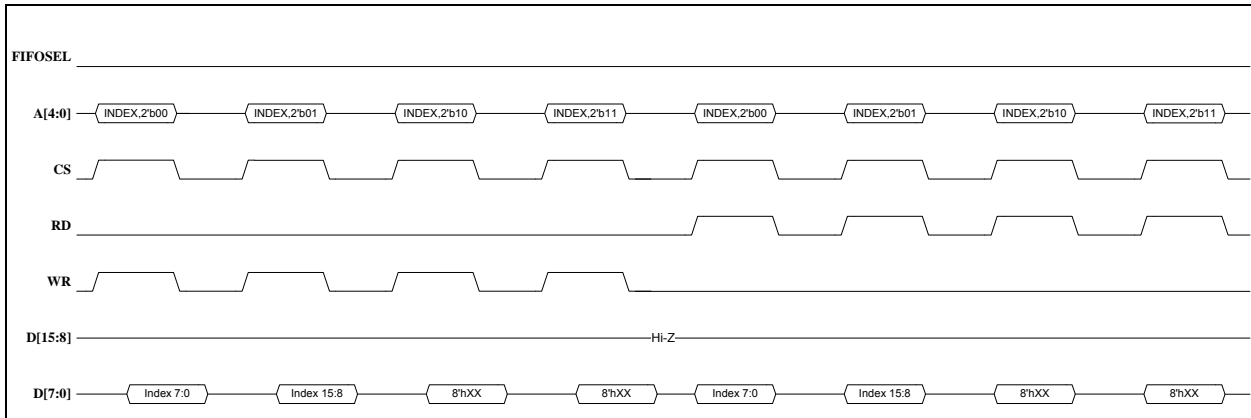 FIFOSEL
A[4:0] INDEX,2'b00 INDEX,2'b01 INDEX,2'b10 INDEX,2'b11 INDEX,2'b00 INDEX,2'b01 INDEX,2'b10 INDEX,2'b11
CS
RD
WR
D[15:8] Hi-Z
D[7:0] Index 7:0 Index 15:8 8'hXX 8'hXX Index 7:0 Index 15:8 8'hXX 8'hXX